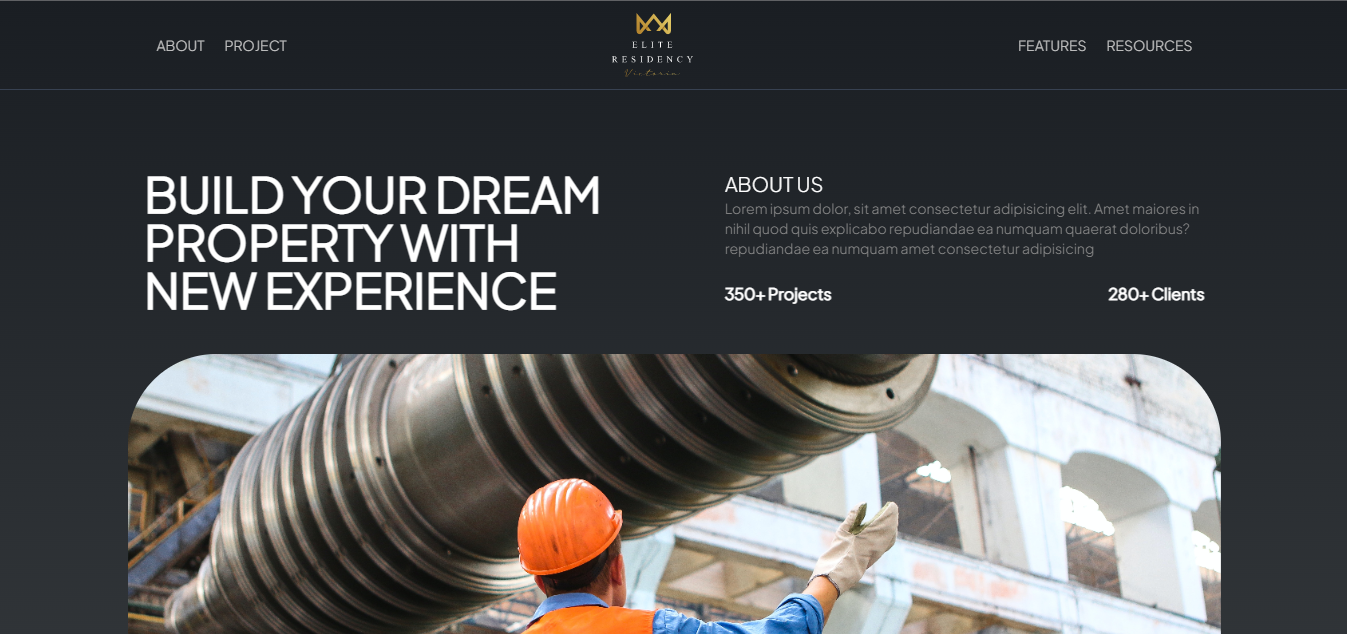 ABOUT PROJECT
ELITE
RESIDENCY
Victoria
FEATURES RESOURCES
BUILD YOUR DREAM
PROPERTY WITH
NEW EXPERIENCE
ABOUT US
Lorem ipsum dolor, sit amet consectetur adipisicing elit. Amet maiores in
nihil quod quis explicabo repudiandae ea numquam quaerat doloribus?
repudiandae ea numquam amet consectetur adipisicing
350+ Projects
280+ Clients